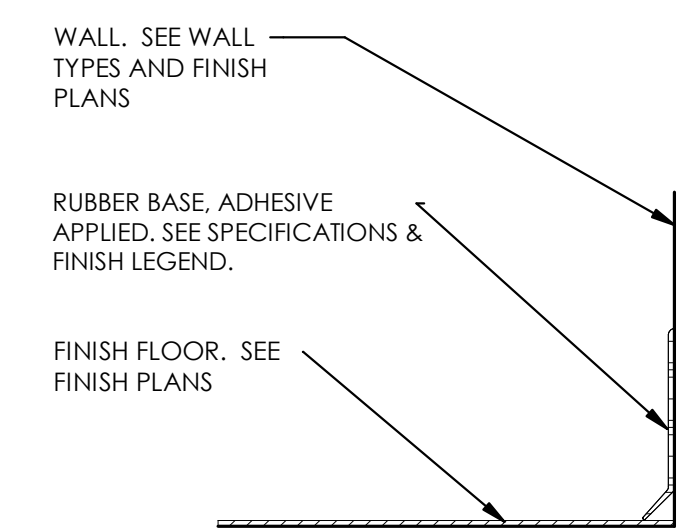 WALL. SEE WALL
TYPES AND FINISH
PLANS
RUBBER BASE, ADHESIVE
APPLIED. SEE SPECIFICATIONS &
FINISH LEGEND.
FINISH FLOOR. SEE
FINISH PLANS